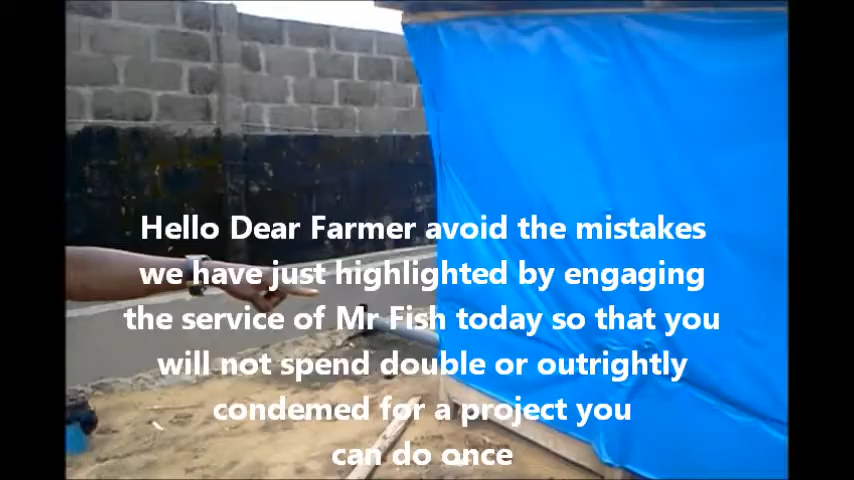 Hello Dear Farmer avoid the mistakes
we have just highlighted by engaging
the service of Mr Fish today so that you
will not spend double or outrightly
condemned for a project you
can do once